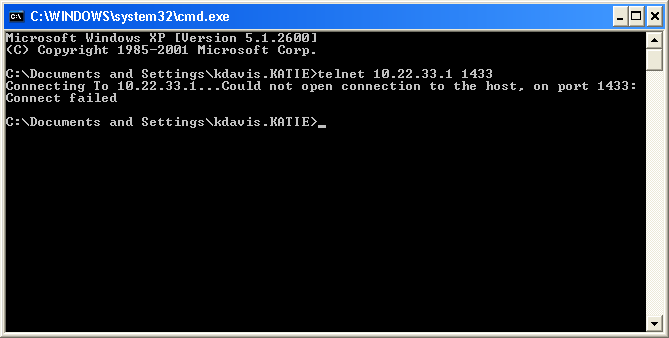 C:\WINDOWS\system32\cmd.exe
Microsoft Windows XP [Version 5.1.2600]
(C) Copyright 1985-2001 Microsoft Corp.
C:\Documents and Settings\kdavis.KATIE>telnet 10.22.33.1 1433
Connecting To 10.22.33.1...Could not open connection to the host, on port 1433:
Connect failed
C:\Documents and Settings\kdavis.KATIE>_